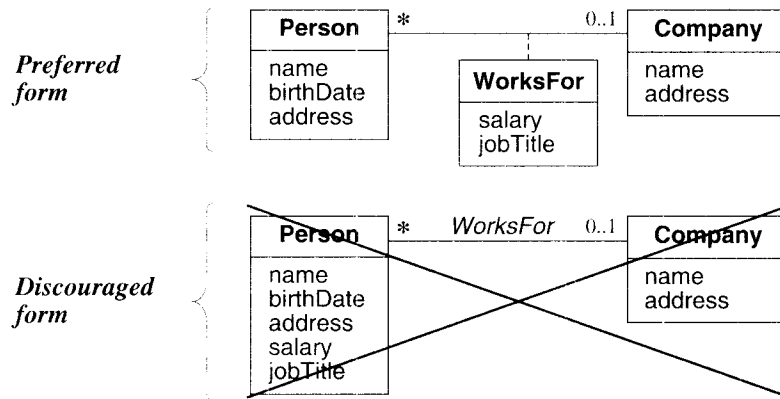 Preferred
form
Person
name
birthDate
address
*
0..1
WorksFor
salary
jobTitle
Company
name
address
Discouraged
form
Person
name
birthDate
address
salary
jobTitle
*
WorksFor
0..1
Company
name
address